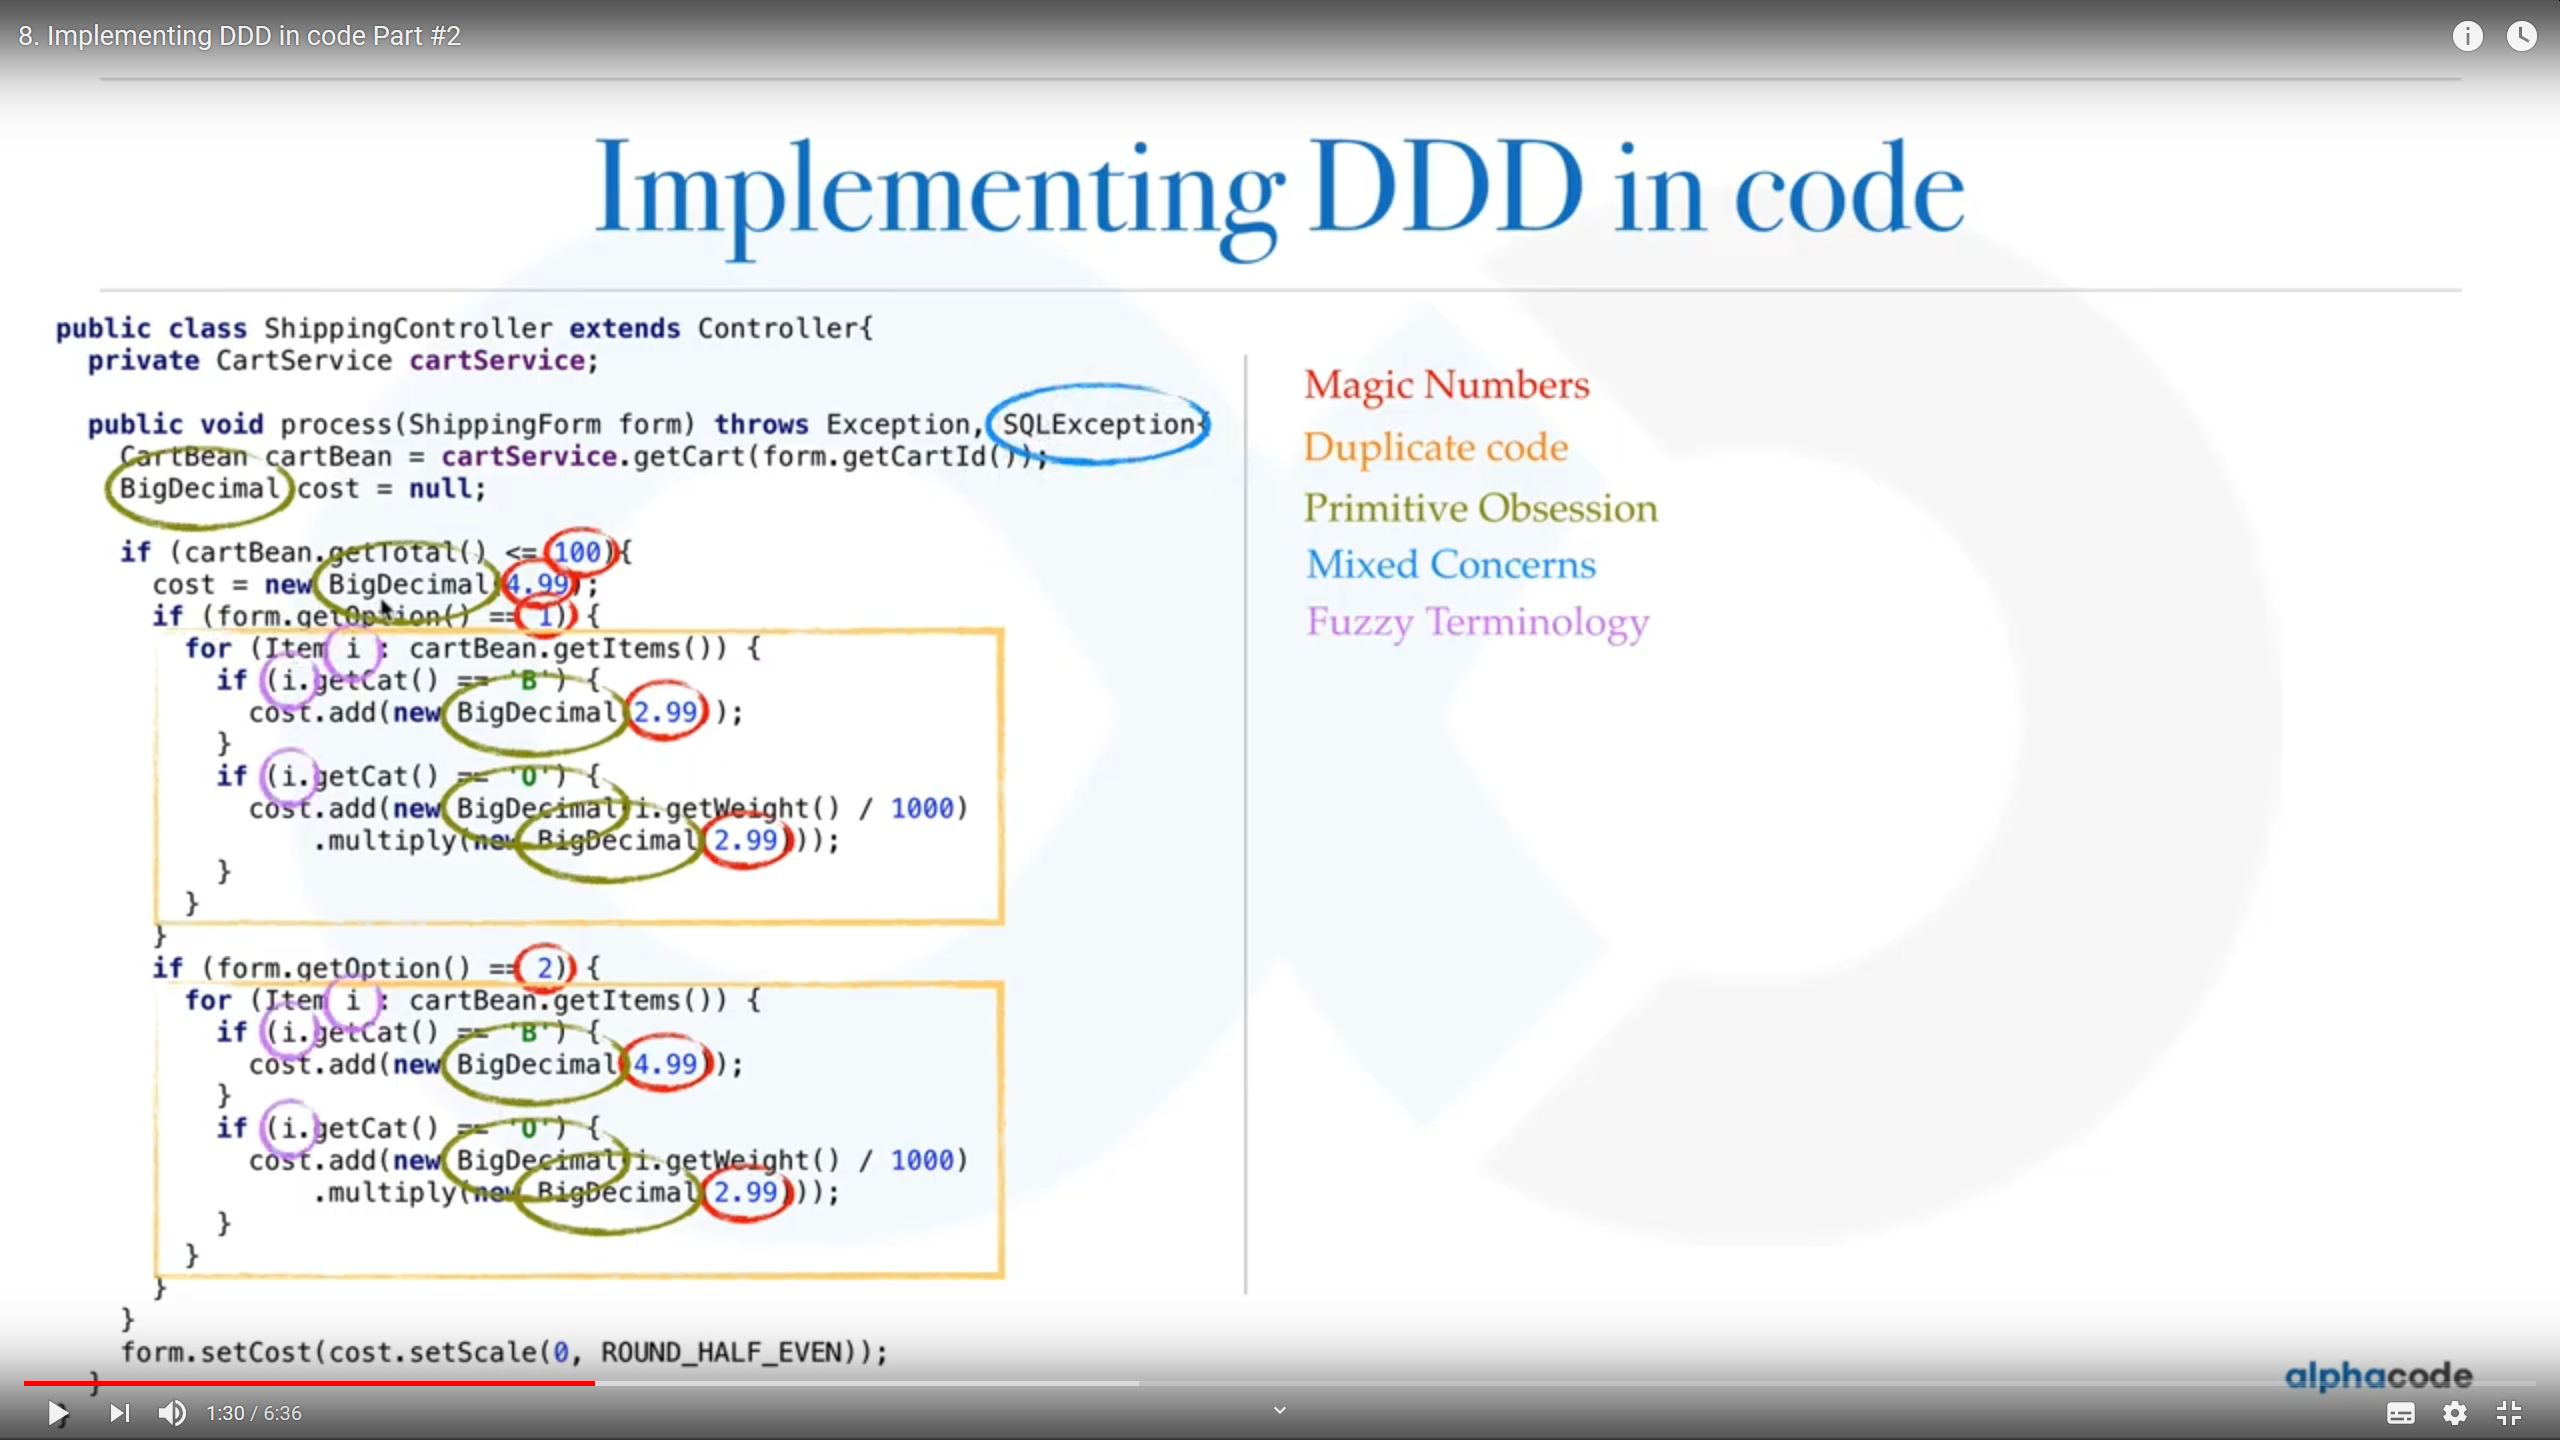 8. Implementing DDD in code Part #2
Implementing DDD in code
public class ShippingController extends Controller{
private CartService cartService;
public void process(ShippingForm form) throws Exception, SQLException{
CartBean cartBean = cartService.getCart(form.getCartId());
BigDecimal cost = null;
if (cartBean.getTotal() <= 100){
cost = new BigDecimal(4.99);
if (form.getOption() == 1)) {
for (Item i : cartBean.getItems()) {
if (i.getCat() == 'B') {
cost.add(new BigDecimal(2.99));
}
if (i.getCat() == 'O') {
cost.add(new BigDecimal(i.getWeight() / 1000)
.multiply(new BigDecimal(2.99)));
}
}
}
if (form.getOption() == 2)) {
for (Item i : cartBean.getItems()) {
if (i.getCat() == 'B') {
cost.add(new BigDecimal(4.99));
}
if (i.getCat() == 'O') {
cost.add(new BigDecimal(i.getWeight() / 1000)
.multiply(new BigDecimal(2.99)));
}
}
}
}
form.setCost(cost.setScale(0, ROUND_HALF_EVEN));
}
}
Magic Numbers
Duplicate code
Primitive Obsession
Mixed Concerns
Fuzzy Terminology
alphacode
1:30 / 6:36